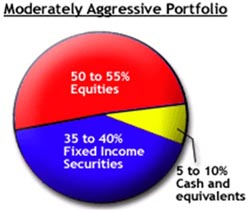 Moderately Aggressive Portfolio
50 to 55%
Equities
35 to 40%
Fixed Income
Securities
5 to 10%
Cash and
equivalents